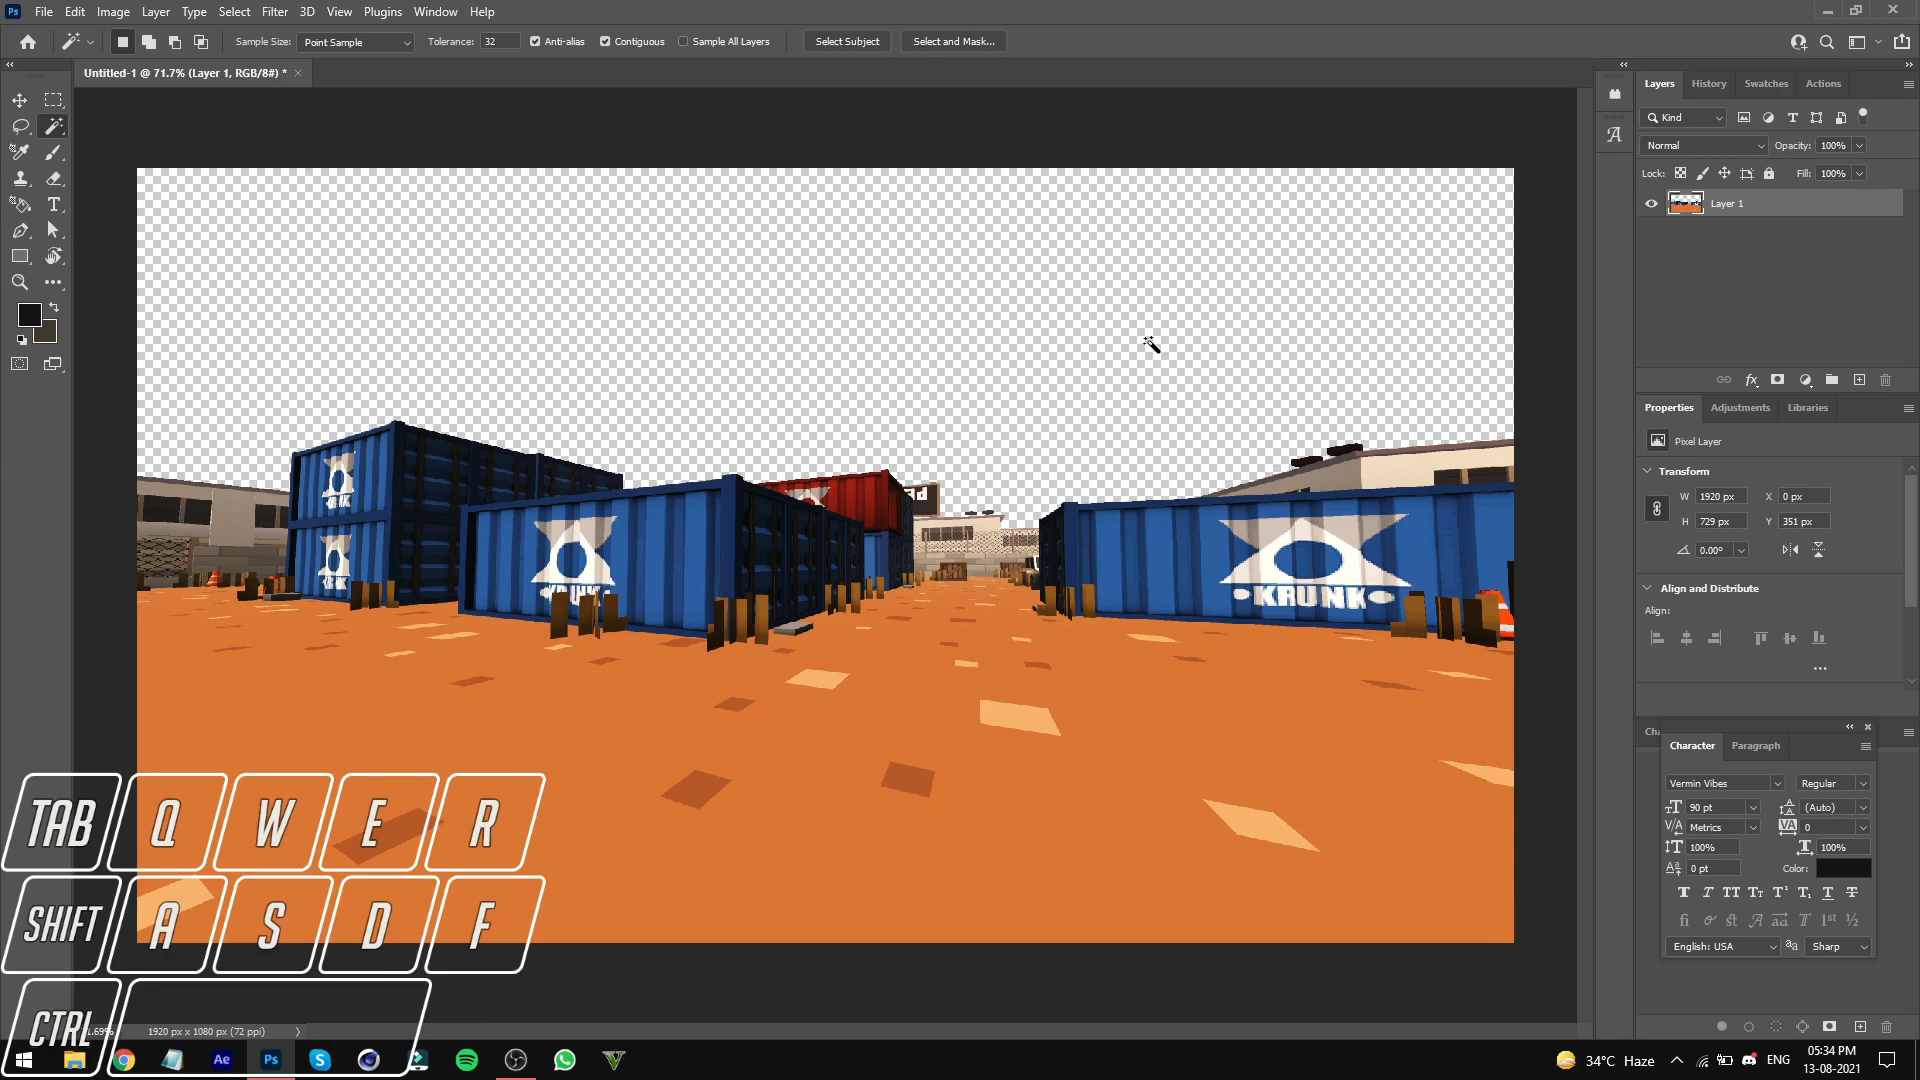 Ps File Edit Image Layer Type Select Filter 3D View Plugins Window Help
Sample Size: Point Sample Tolerance: 32 Anti-alias Contiguous Sample All Layers Select Subject Select and Mask...
Untitled-1 @ 71.7% (Layer 1, RGB/8#) *
Layers History Swatches Actions
Kind
Normal Opacity: 100%
Lock: Fill: 100%
Layer 1
fx
Properties Adjustments Libraries
Pixel Layer
Transform
W 1920 px X 0 px
H 729 px Y 351 px
0.00°
Align and Distribute
Align:
KRUNK
Character Paragraph
Vermin Vibes Regular
90 pt (Auto)
Metrics 0
100% 100%
0 pt Color:
English: USA Sharp
TAB Q W E R
SHIFT A S D F
CTRL
1920 px x 1080 px (72 ppi)
Ae Ps
34°C Haze ENG
05:34 PM
13-08-2021